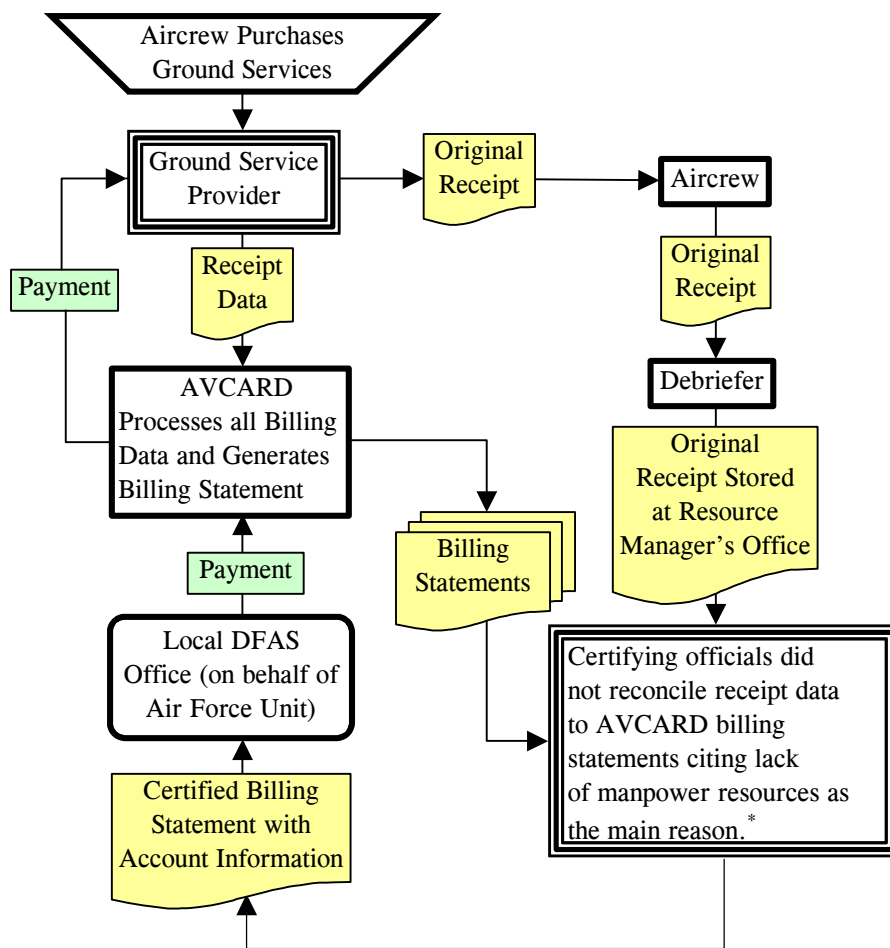 Aircrew Purchases
Ground Services
Ground Service
Provider
Original
Receipt
Aircrew
Payment
Receipt
Data
Original
Receipt
Debriefer
AVCARD
Processes all Billing
Data and Generates
Billing Statement
Original
Receipt Stored
at Resource
Manager's Office
Billing
Statements
Payment
Local DFAS
Office (on behalf of
Air Force Unit)
Certifying officials did
not reconcile receipt data
to AVCARD billing
statements citing lack
of manpower resources as
the main reason.*
Certified Billing
Statement with
Account Information